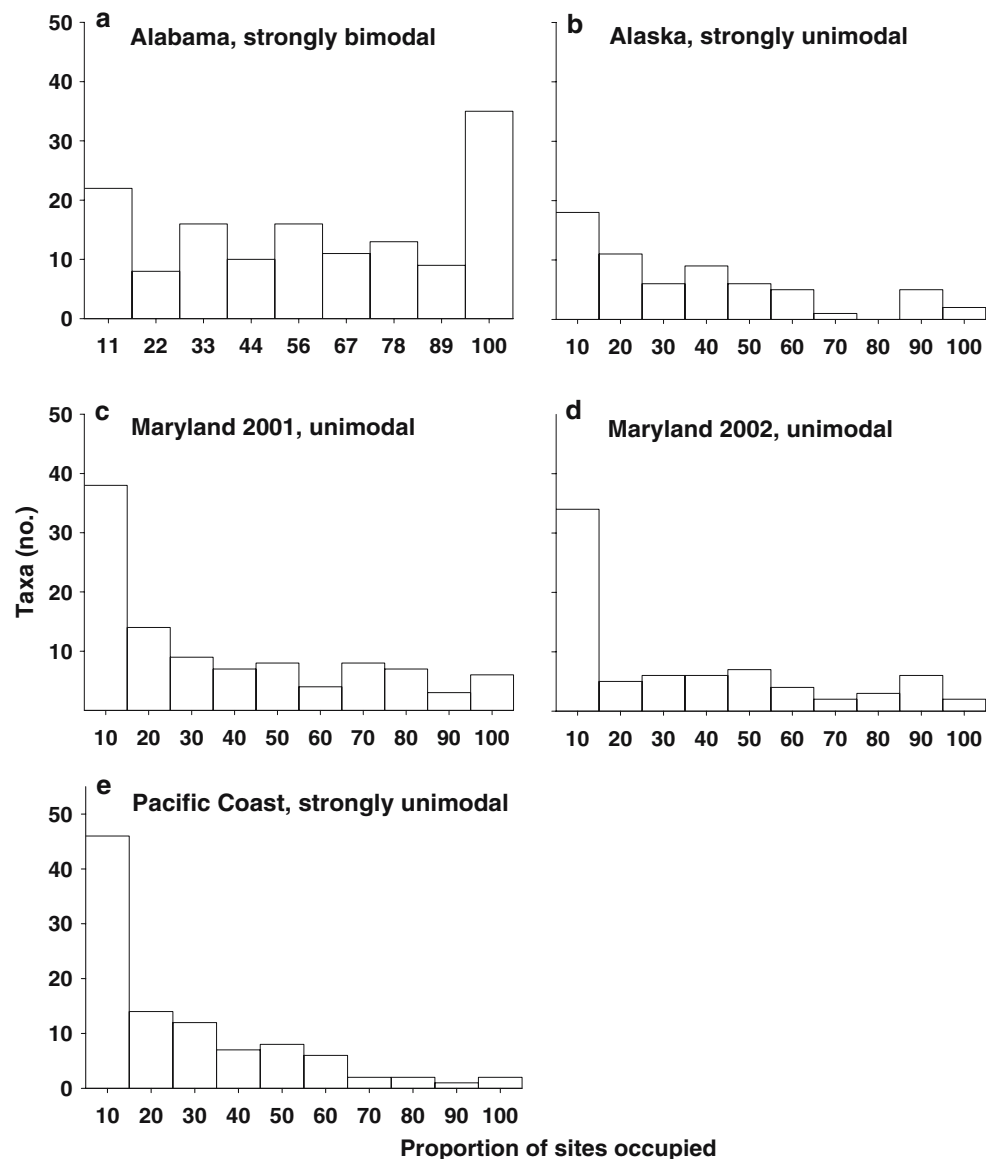 a
Alabama, strongly bimodal
50
40
30
20
10
0
11 22 33 44 56 67 78 89 100
b
Alaska, strongly unimodal
10 20 30 40 50 60 70 80 90 100
c
Maryland 2001, unimodal
50
40
30
20
10
10 20 30 40 50 60 70 80 90 100
d
Maryland 2002, unimodal
10 20 30 40 50 60 70 80 90 100
Taxa (no.)
e
Pacific Coast, strongly unimodal
50
40
30
20
10
0
10 20 30 40 50 60 70 80 90 100
Proportion of sites occupied